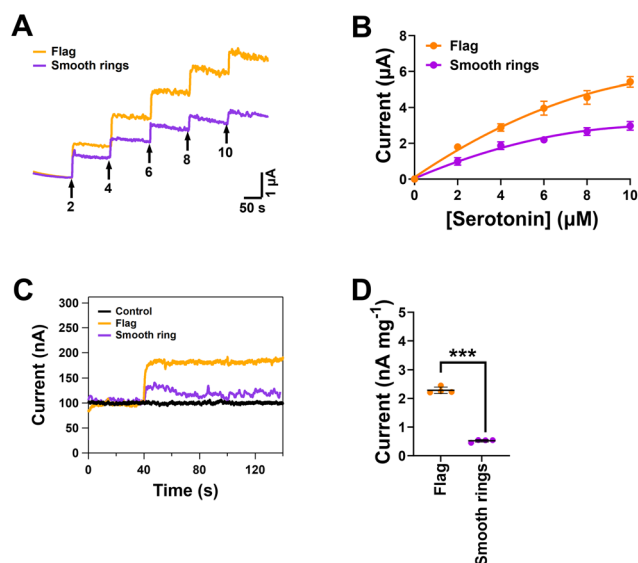 A
Flag
Smooth rings
2
4
6
8
10
50 s
1 µA
B
Flag
Smooth rings
Current (µA)
8
6
4
2
0
0 2 4 6 8 10
[Serotonin] (µM)
C
Control
Flag
Smooth ring
Current (nA)
300
250
200
150
100
50
0
0 40 80 120
Time (s)
D
***
Current (nA mg⁻¹)
5
4
3
2
1
0
Flag
Smooth rings